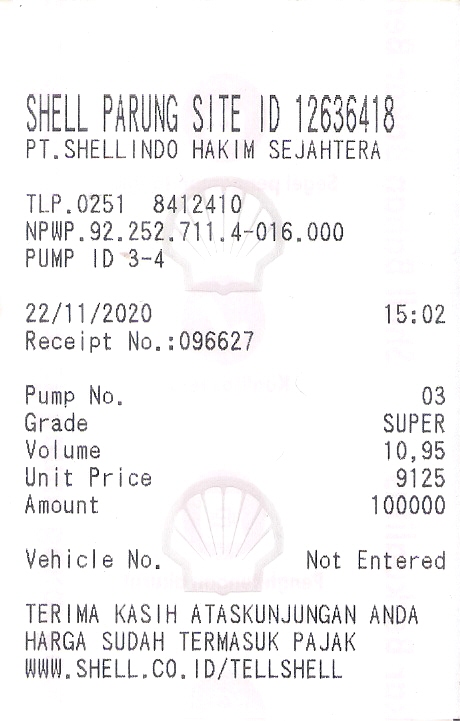 SHELL PARUNG SITE ID 12636418
PT.SHELLINDO HAKIM SEJAHTERA
TLP.0251 8412410
NPWP.92.252.711.4-016.000
PUMP ID 3-4
22/11/2020 15:02
Receipt No.:096627
Pump No. 03
Grade SUPER
Volume 10,95
Unit Price 9125
Amount 100000
Vehicle No. Not Entered
TERIMA KASIH ATASKUNJUNGAN ANDA
HARGA SUDAH TERMASUK PAJAK
WWW.SHELL.CO.ID/TELLSHELL